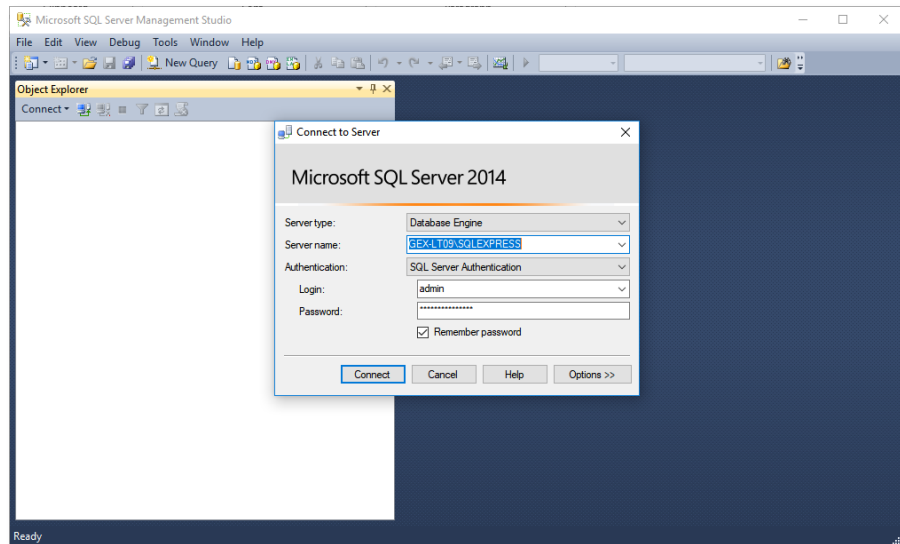 Microsoft SQL Server Management Studio
File Edit View Debug Tools Window Help
New Query
Object Explorer
Connect
Connect to Server
Microsoft SQL Server 2014
Server type: Database Engine
Server name: GEX-LT09\SQLEXPRESS
Authentication: SQL Server Authentication
Login: admin
Password: ***************
Remember password
Connect Cancel Help Options >>
Ready